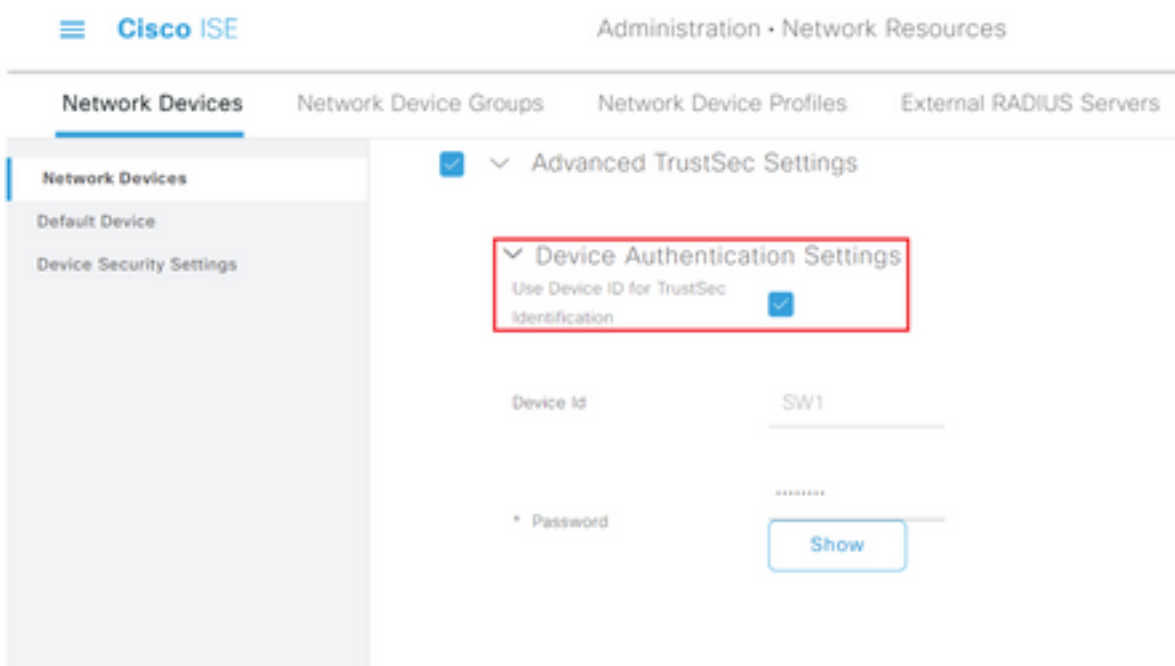 Cisco ISE
Administration · Network Resources
Network Devices
Network Device Groups
Network Device Profiles
External RADIUS Servers
Network Devices
Default Device
Device Security Settings
Advanced TrustSec Settings
Device Authentication Settings
Use Device ID for TrustSec
Identification
Device Id
SW1
* Password
········
Show